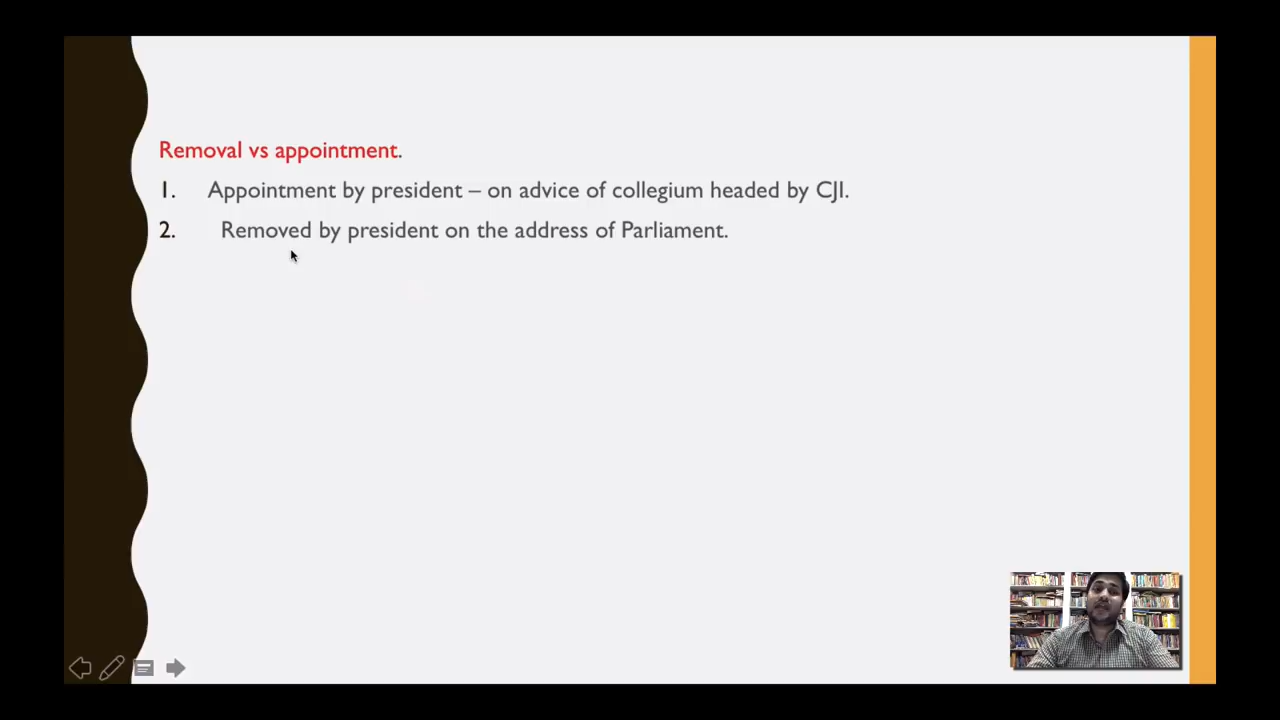 Removal vs appointment.
1. Appointment by president – on advice of collegium headed by CJI.
2. Removed by president on the address of Parliament.